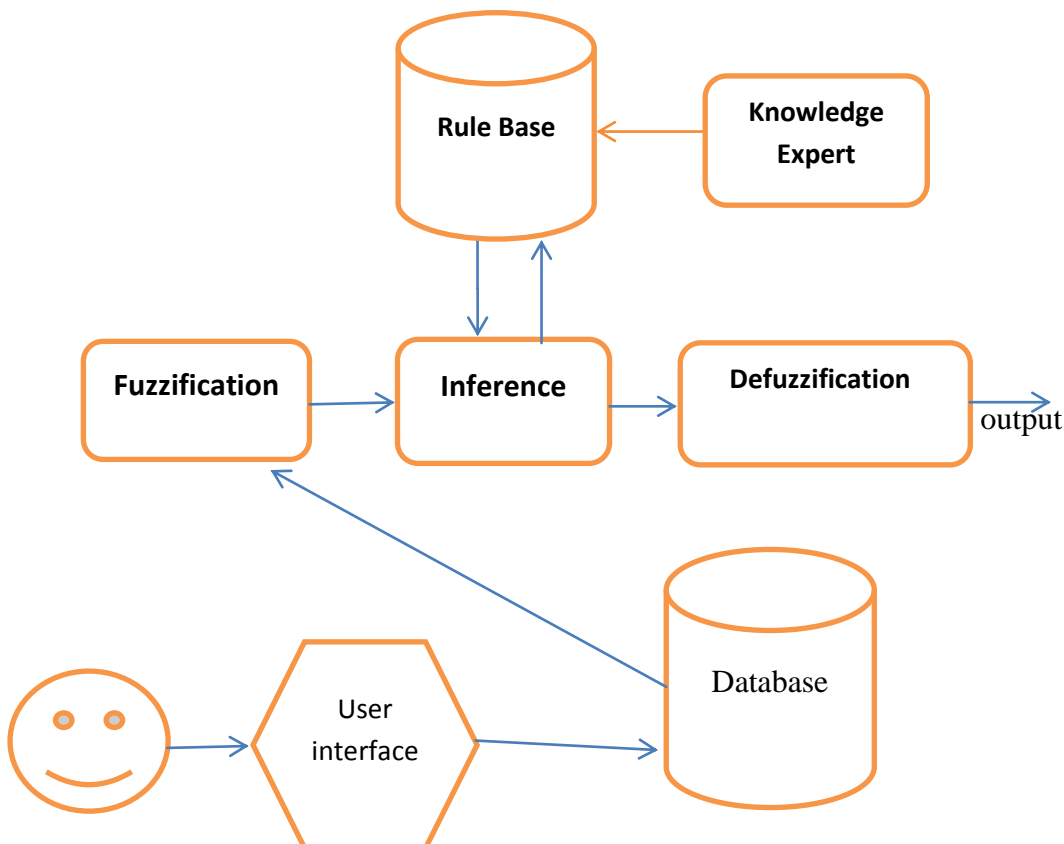 Rule Base
Knowledge
Expert
Fuzzification
Inference
Defuzzification
output
User
interface
Database